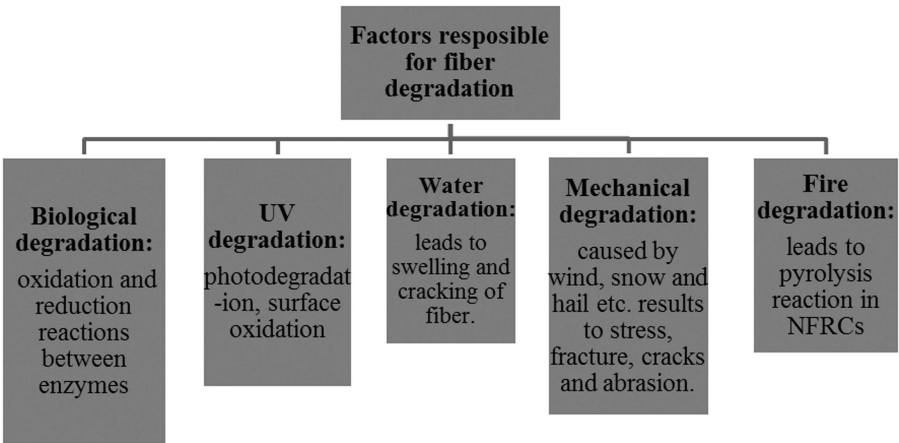 Factors resposible
for fiber
degradation
Biological
degradation:
oxidation and
reduction
reactions
between
enzymes
UV
degradation:
photodegradat
-ion, surface
oxidation
Water
degradation:
leads to
swelling and
cracking of
fiber.
Mechanical
degradation:
caused by
wind, snow and
hail etc. results
to stress,
fracture, cracks
and abrasion.
Fire
degradation:
leads to
pyrolysis
reaction in
NFRCs